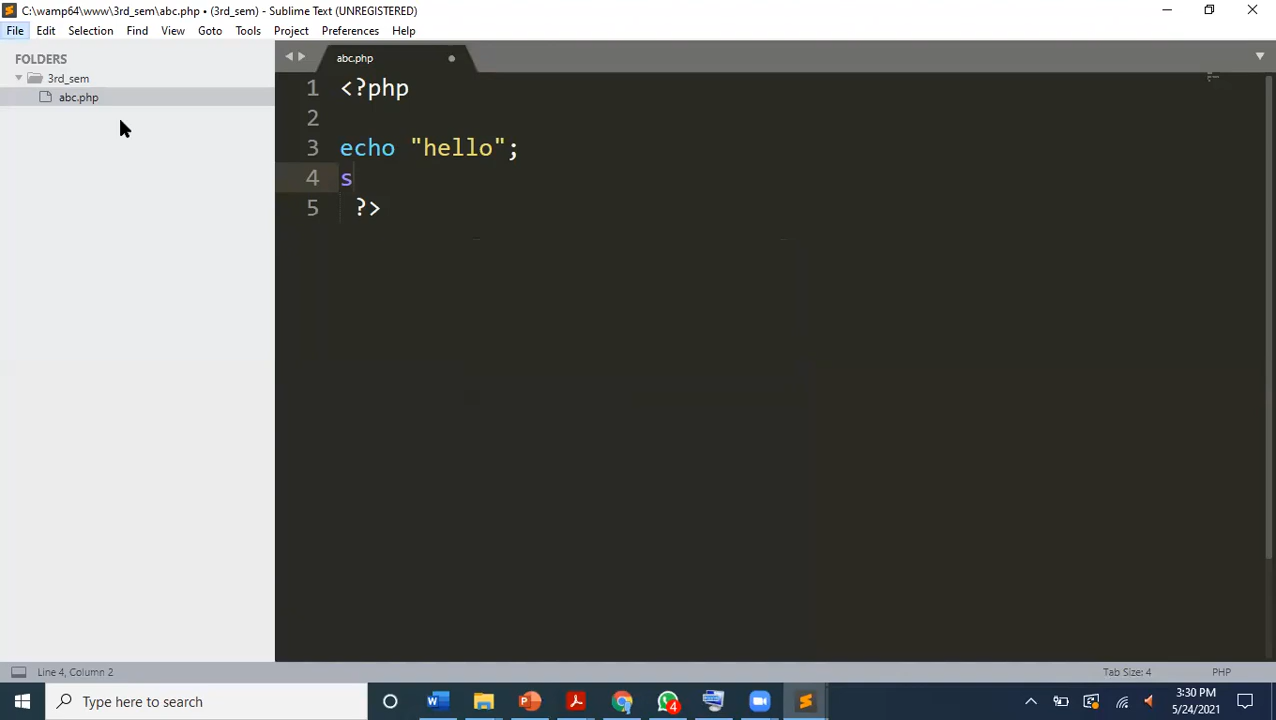 C:\wamp64\www\3rd_sem\abc.php • (3rd_sem) - Sublime Text (UNREGISTERED)
File Edit Selection Find View Goto Tools Project Preferences Help
FOLDERS
3rd_sem
abc.php
abc.php
1 <?php
2
3 echo "hello";
4 s
5 ?>
Line 4, Column 2
Tab Size: 4
PHP
Type here to search
4
3:30 PM
5/24/2021